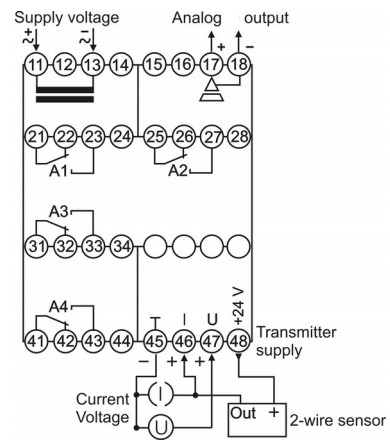 Supply voltage Analog output
≂ + ≂ − + −
11 12 13 14 15 16 17 18
21 22 23 24 25 26 27 28
A1 A2
A3
31 32 33 34
A4
41 42 43 44 45 46 47 48
⊥ I U +24 V
Transmitter
supply
− + +
Current
Voltage
I
U
Out +
2-wire sensor